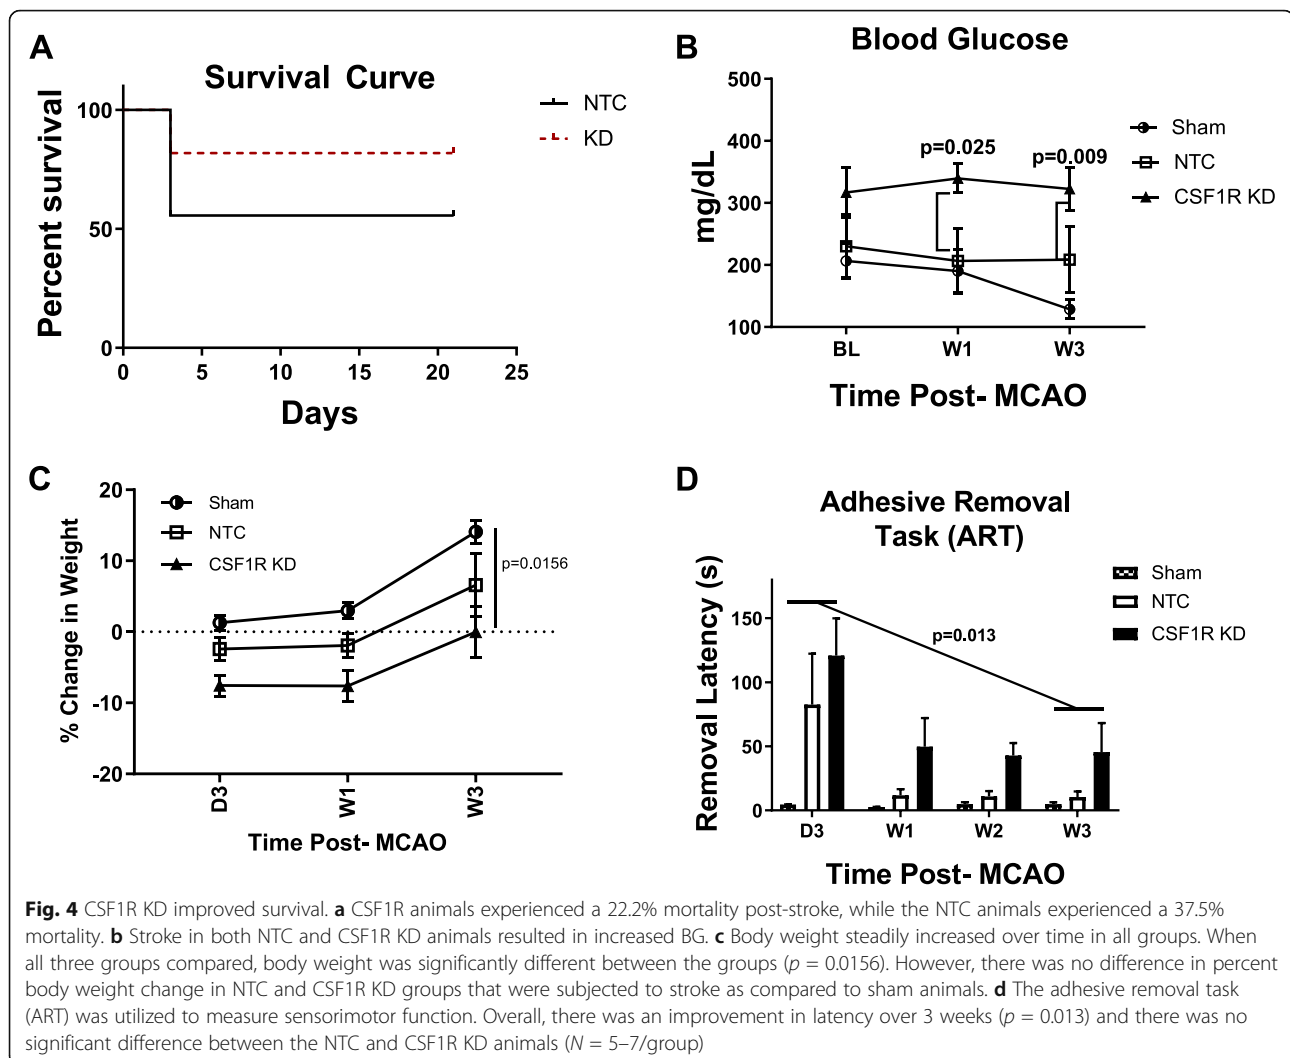 A
Survival Curve
Percent survival
100
50
0
0 5 10 15 20 25
Days
NTC
KD
B
Blood Glucose
mg/dL
500
400
300
200
100
p=0.025
p=0.009
BL W1 W3
Time Post- MCAO
Sham
NTC
CSF1R KD
C
% Change in Weight
20
10
0
-10
-20
Sham
NTC
CSF1R KD
p=0.0156
D3 W1 W3
Time Post- MCAO
D
Adhesive Removal
Task (ART)
Removal Latency (s)
150
100
50
0
p=0.013
D3 W1 W2 W3
Time Post- MCAO
Sham
NTC
CSF1R KD
Fig. 4 CSF1R KD improved survival. a CSF1R animals experienced a 22.2% mortality post-stroke, while the NTC animals experienced a 37.5%
mortality. b Stroke in both NTC and CSF1R KD animals resulted in increased BG. c Body weight steadily increased over time in all groups. When
all three groups compared, body weight was significantly different between the groups (p = 0.0156). However, there was no difference in percent
body weight change in NTC and CSF1R KD groups that were subjected to stroke as compared to sham animals. d The adhesive removal task
(ART) was utilized to measure sensorimotor function. Overall, there was an improvement in latency over 3 weeks (p = 0.013) and there was no
significant difference between the NTC and CSF1R KD animals (N = 5–7/group)